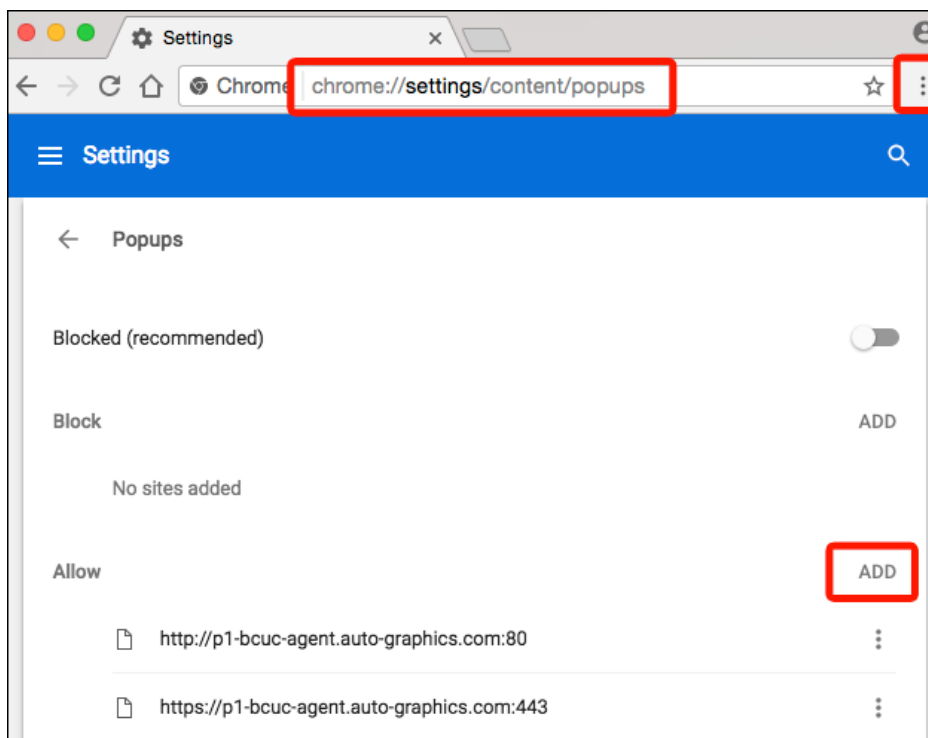 Settings
Chrome chrome://settings/content/popups
Settings
Popups
Blocked (recommended)
Block ADD
No sites added
Allow ADD
http://p1-bcuc-agent.auto-graphics.com:80
https://p1-bcuc-agent.auto-graphics.com:443